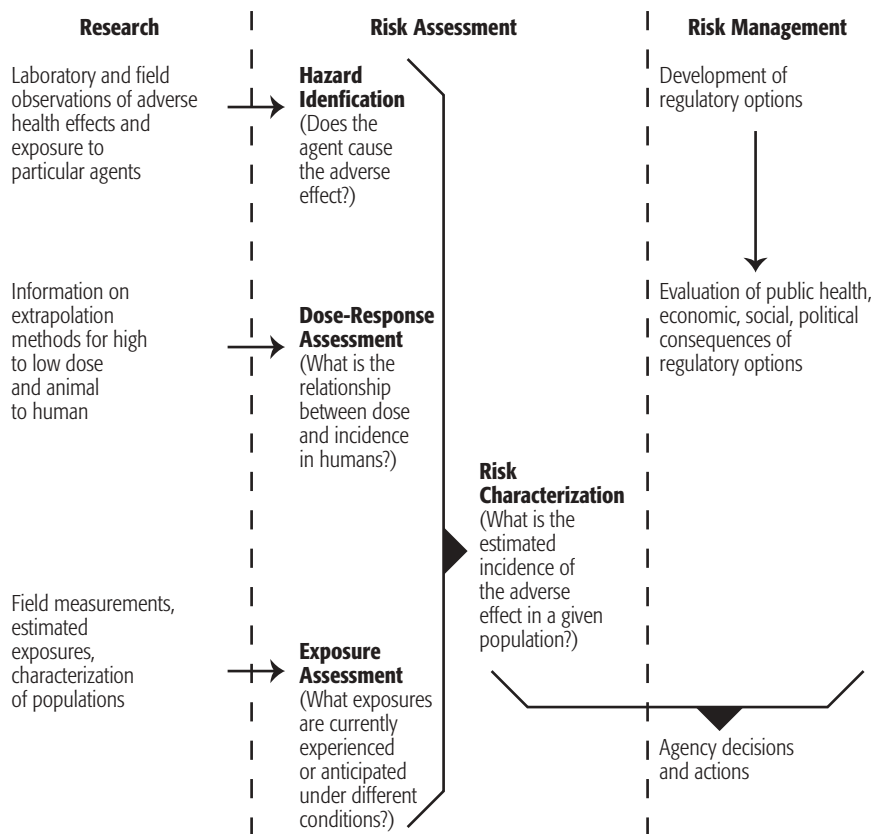 Research
Risk Assessment
Risk Management
Laboratory and field
observations of adverse
health effects and
exposure to
particular agents
Hazard
Idenfication
(Does the
agent cause
the adverse
effect?)
Development of
regulatory options
Information on
extrapolation
methods for high
to low dose
and animal
to human
Dose-Response
Assessment
(What is the
relationship
between dose
and incidence
in humans?)
Evaluation of public health,
economic, social, political
consequences of
regulatory options
Risk
Characterization
(What is the
estimated
incidence of
the adverse
effect in a given
population?)
Field measurements,
estimated
exposures,
characterization
of populations
Exposure
Assessment
(What exposures
are currently
experienced
or anticipated
under different
conditions?)
Agency decisions
and actions